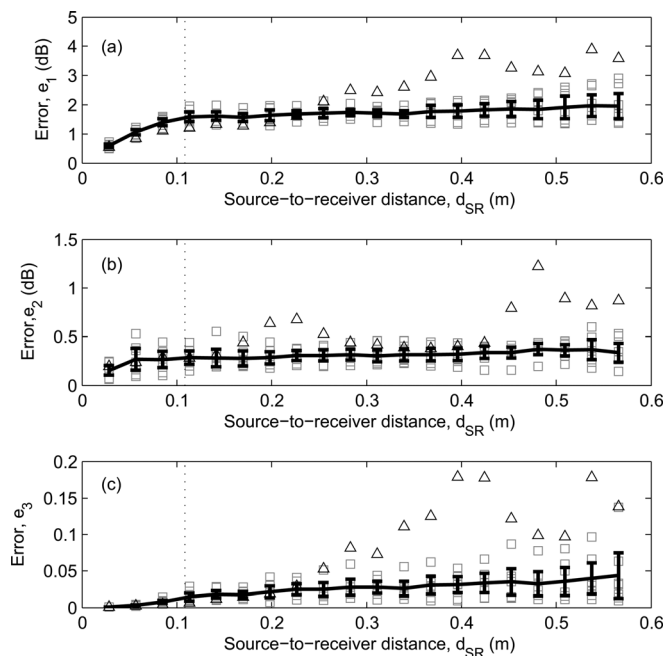 5
4
3
2
1
0
(a)
Error, e1 (dB)
0 0.1 0.2 0.3 0.4 0.5 0.6
Source-to-receiver distance, dSR (m)
1.5
1
0.5
0
(b)
Error,e2 (dB)
0 0.1 0.2 0.3 0.4 0.5 0.6
Source-to-receiver distance, dSR (m)
0.2
0.15
0.1
0.05
0
(c)
Error, e3
0 0.1 0.2 0.3 0.4 0.5 0.6
Source-to-receiver distance, dSR (m)